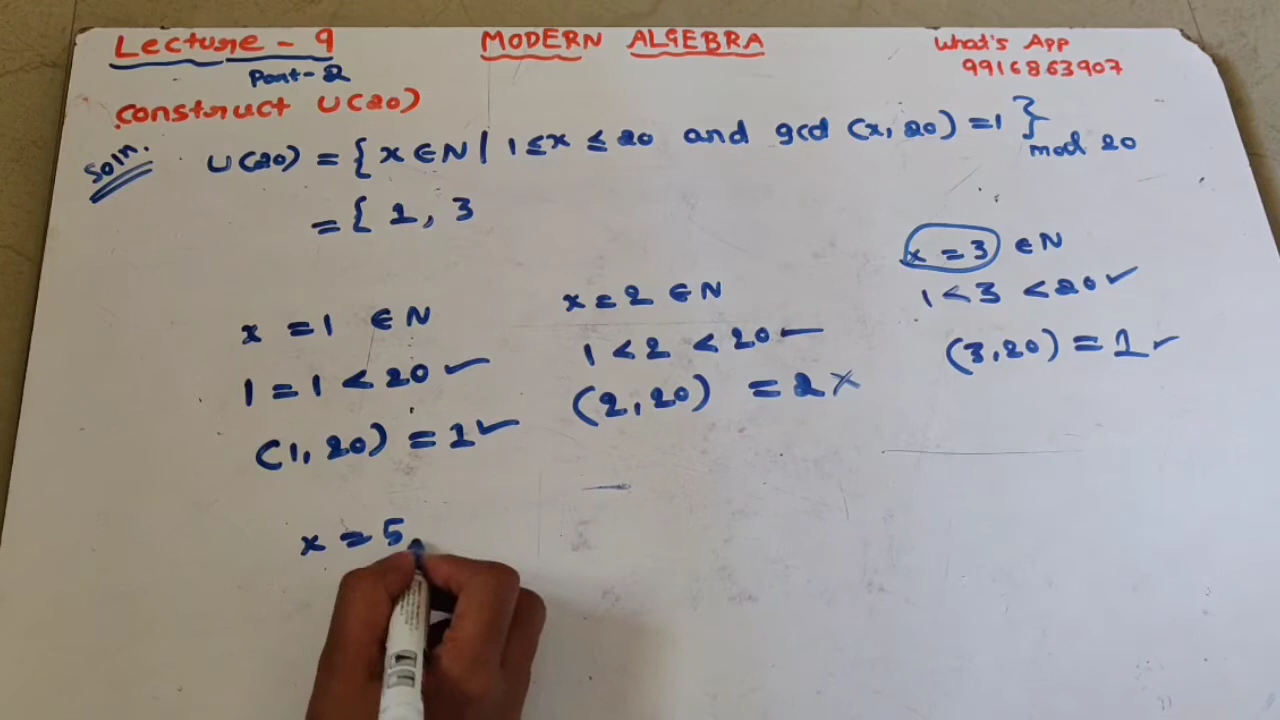 Lecture - 9
Part - 2
MODERN ALGEBRA
What's App
9916863907
construct U(20)
Soln.
U(20) = { x ∈ N | 1 ≤ x ≤ 20 and gcd (x, 20) = 1 } mod 20
= { 1, 3
x = 1 ∈ N
1 = 1 < 20 ✓
(1, 20) = 1 ✓
x = 2 ∈ N
1 < 2 < 20 ✓
(2, 20) = 2 ×
x = 3 ∈ N
1 < 3 < 20 ✓
(3, 20) = 1 ✓
x = 5